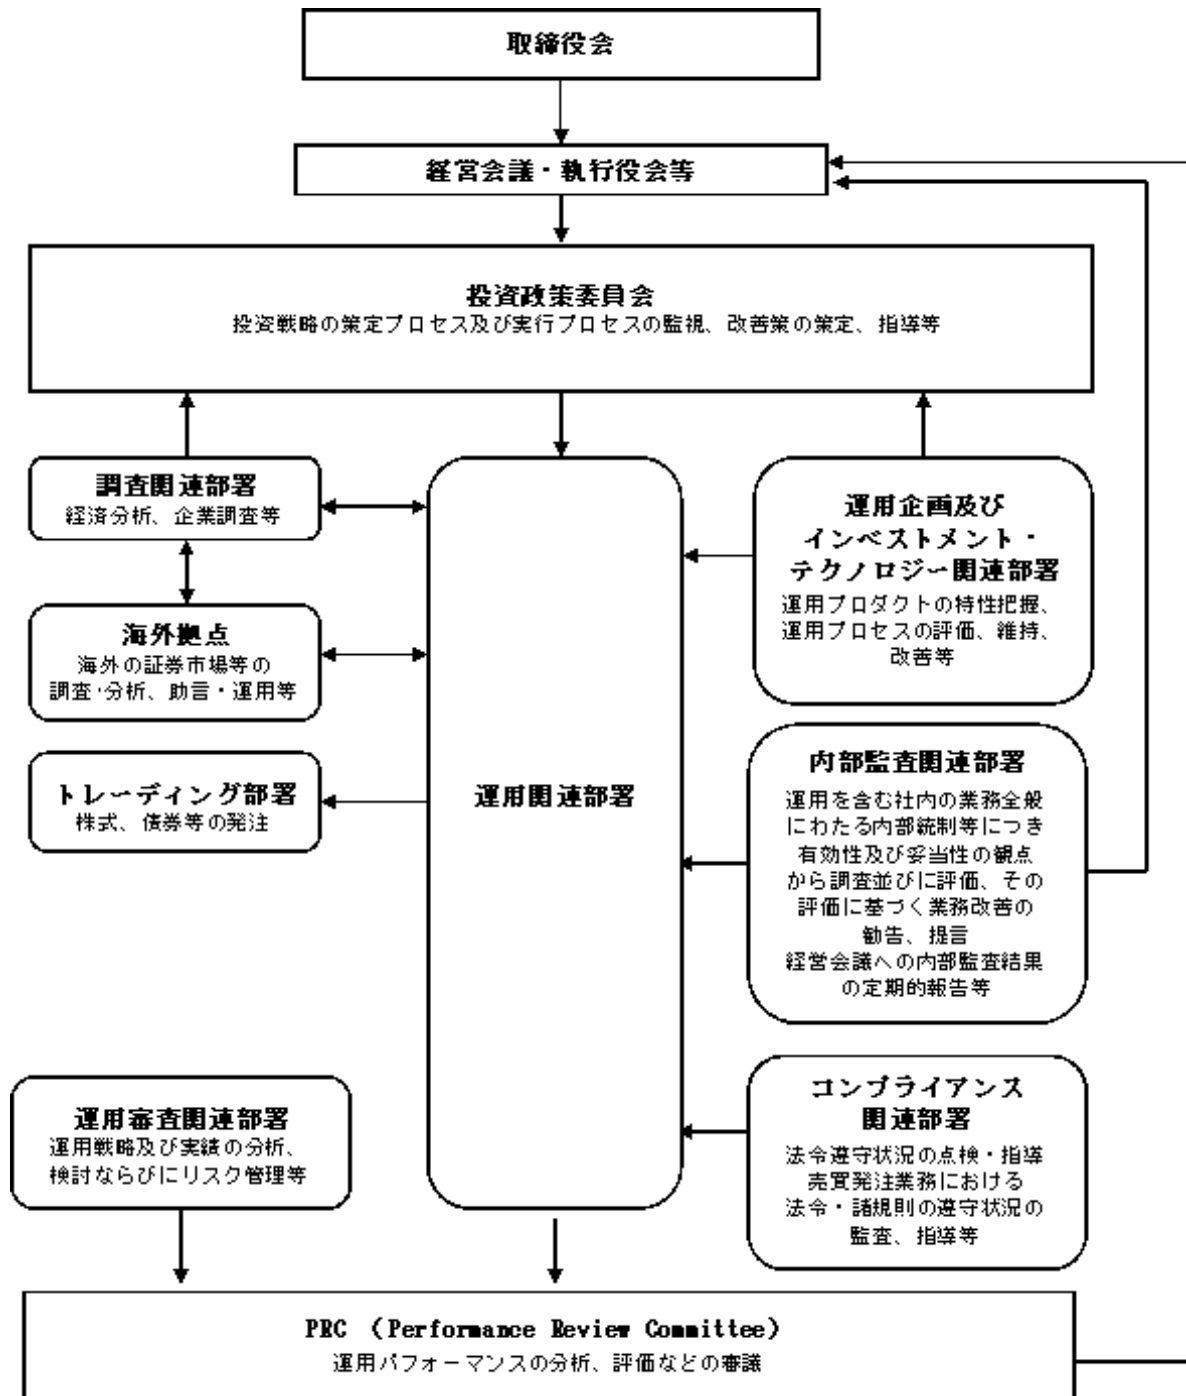 取締役会
経営会議・執行役会等
投資政策委員会
投資戦略の策定プロセス及び実行プロセスの監視、改善策の策定、指導等
調査関連部署
経済分析、企業調査等
海外拠点
海外の証券市場等の
調査・分析、助言・運用等
トレーディング部署
株式、債券等の発注
運用関連部署
運用企画及び
インベストメント・
テクノロジー関連部署
運用プロダクトの特性把握、
運用プロセスの評価、維持、
改善等
内部監査関連部署
運用を含む社内の業務全般
にわたる内部統制等につき
有効性及び妥当性の観点
から調査並びに評価、その
評価に基づく業務改善の
勧告、提言
経営会議への内部監査結果
の定期的報告等
コンプライアンス
関連部署
法令遵守状況の点検・指導
売買発注業務における
法令・諸規則の遵守状況の
監査、指導等
運用審査関連部署
運用戦略及び実績の分析、
検討ならびにリスク管理等
PRC （Performance Review Committee）
運用パフォーマンスの分析、評価などの審議